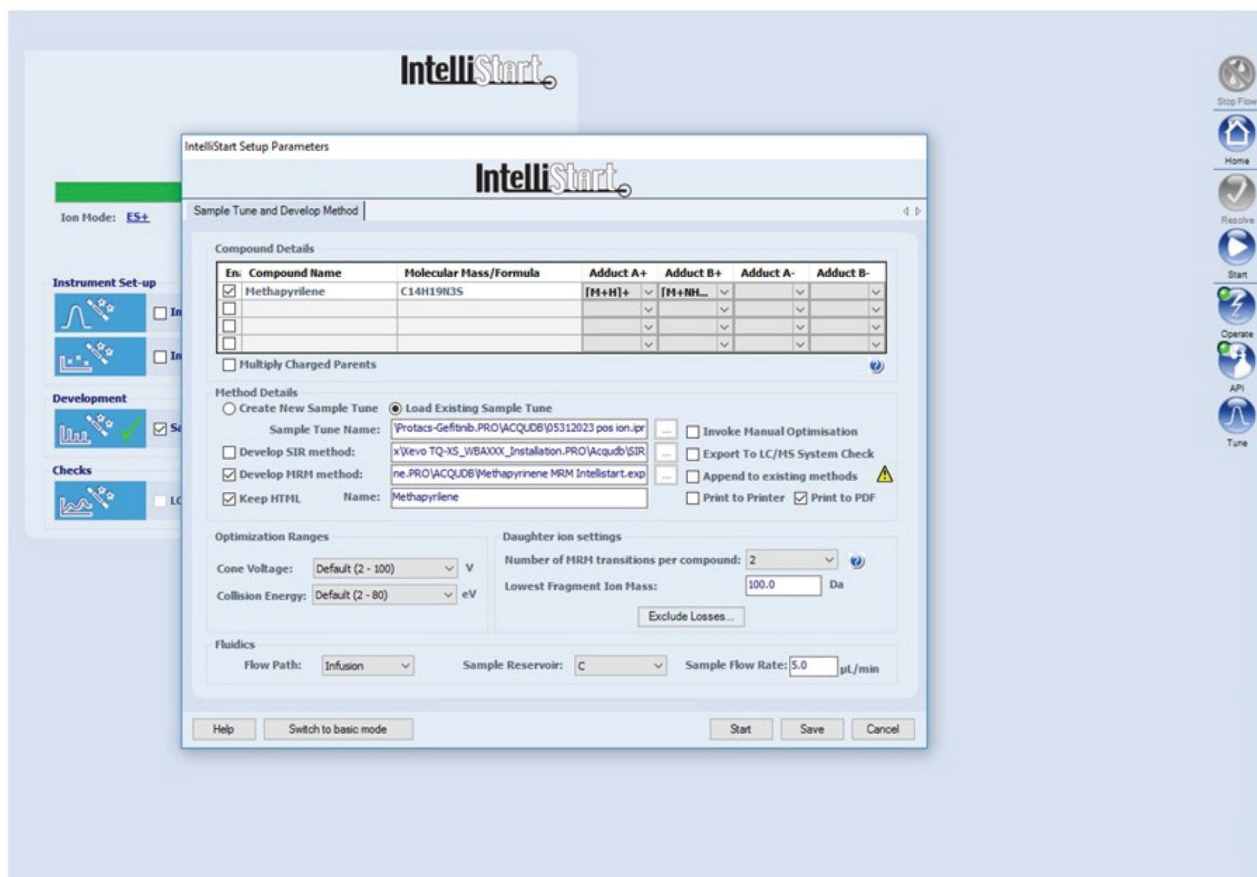 IntelliStart
Stop Flow
Home
Ion Mode: ES+
Resolve
Start
Operate
API
Tune
Instrument Set-up
In
In
Development
Sa
Checks
LC
IntelliStart Setup Parameters
IntelliStart
Sample Tune and Develop Method
Compound Details
En: Compound Name Molecular Mass/Formula Adduct A+ Adduct B+ Adduct A- Adduct B-
Methapyrilene C14H19N3S [M+H]+ [M+NH...
Multiply Charged Parents
Method Details
Create New Sample Tune Load Existing Sample Tune
Sample Tune Name: \Protacs-Gefitinib.PRO\ACQUDB\05312023 pos ion.ipr ... Invoke Manual Optimisation
Develop SIR method: x\Xevo TQ-XS_WBAXXX_Installation.PRO\Acqudb\SIR Export To LC/MS System Check
Develop MRM method: ne.PRO\ACQUDB\Methapyrinene MRM Intellistart.exp ... Append to existing methods
Keep HTML Name: Methapyrilene Print to Printer Print to PDF
Optimization Ranges
Cone Voltage: Default (2 - 100) V
Collision Energy: Default (2 - 80) eV
Daughter ion settings
Number of MRM transitions per compound: 2
Lowest Fragment Ion Mass: 100.0 Da
Exclude Losses...
Fluidics
Flow Path: Infusion Sample Reservoir: C Sample Flow Rate: 5.0 µL/min
Help Switch to basic mode Start Save Cancel